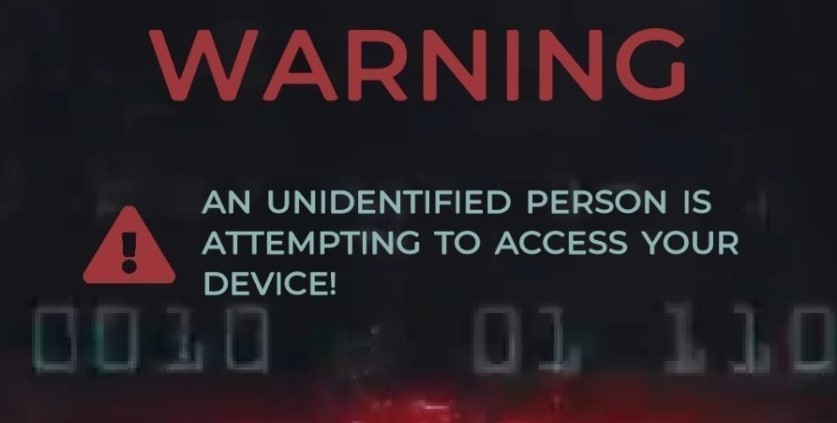 WARNING
AN UNIDENTIFIED PERSON IS
ATTEMPTING TO ACCESS YOUR
DEVICE!
0010 01 110